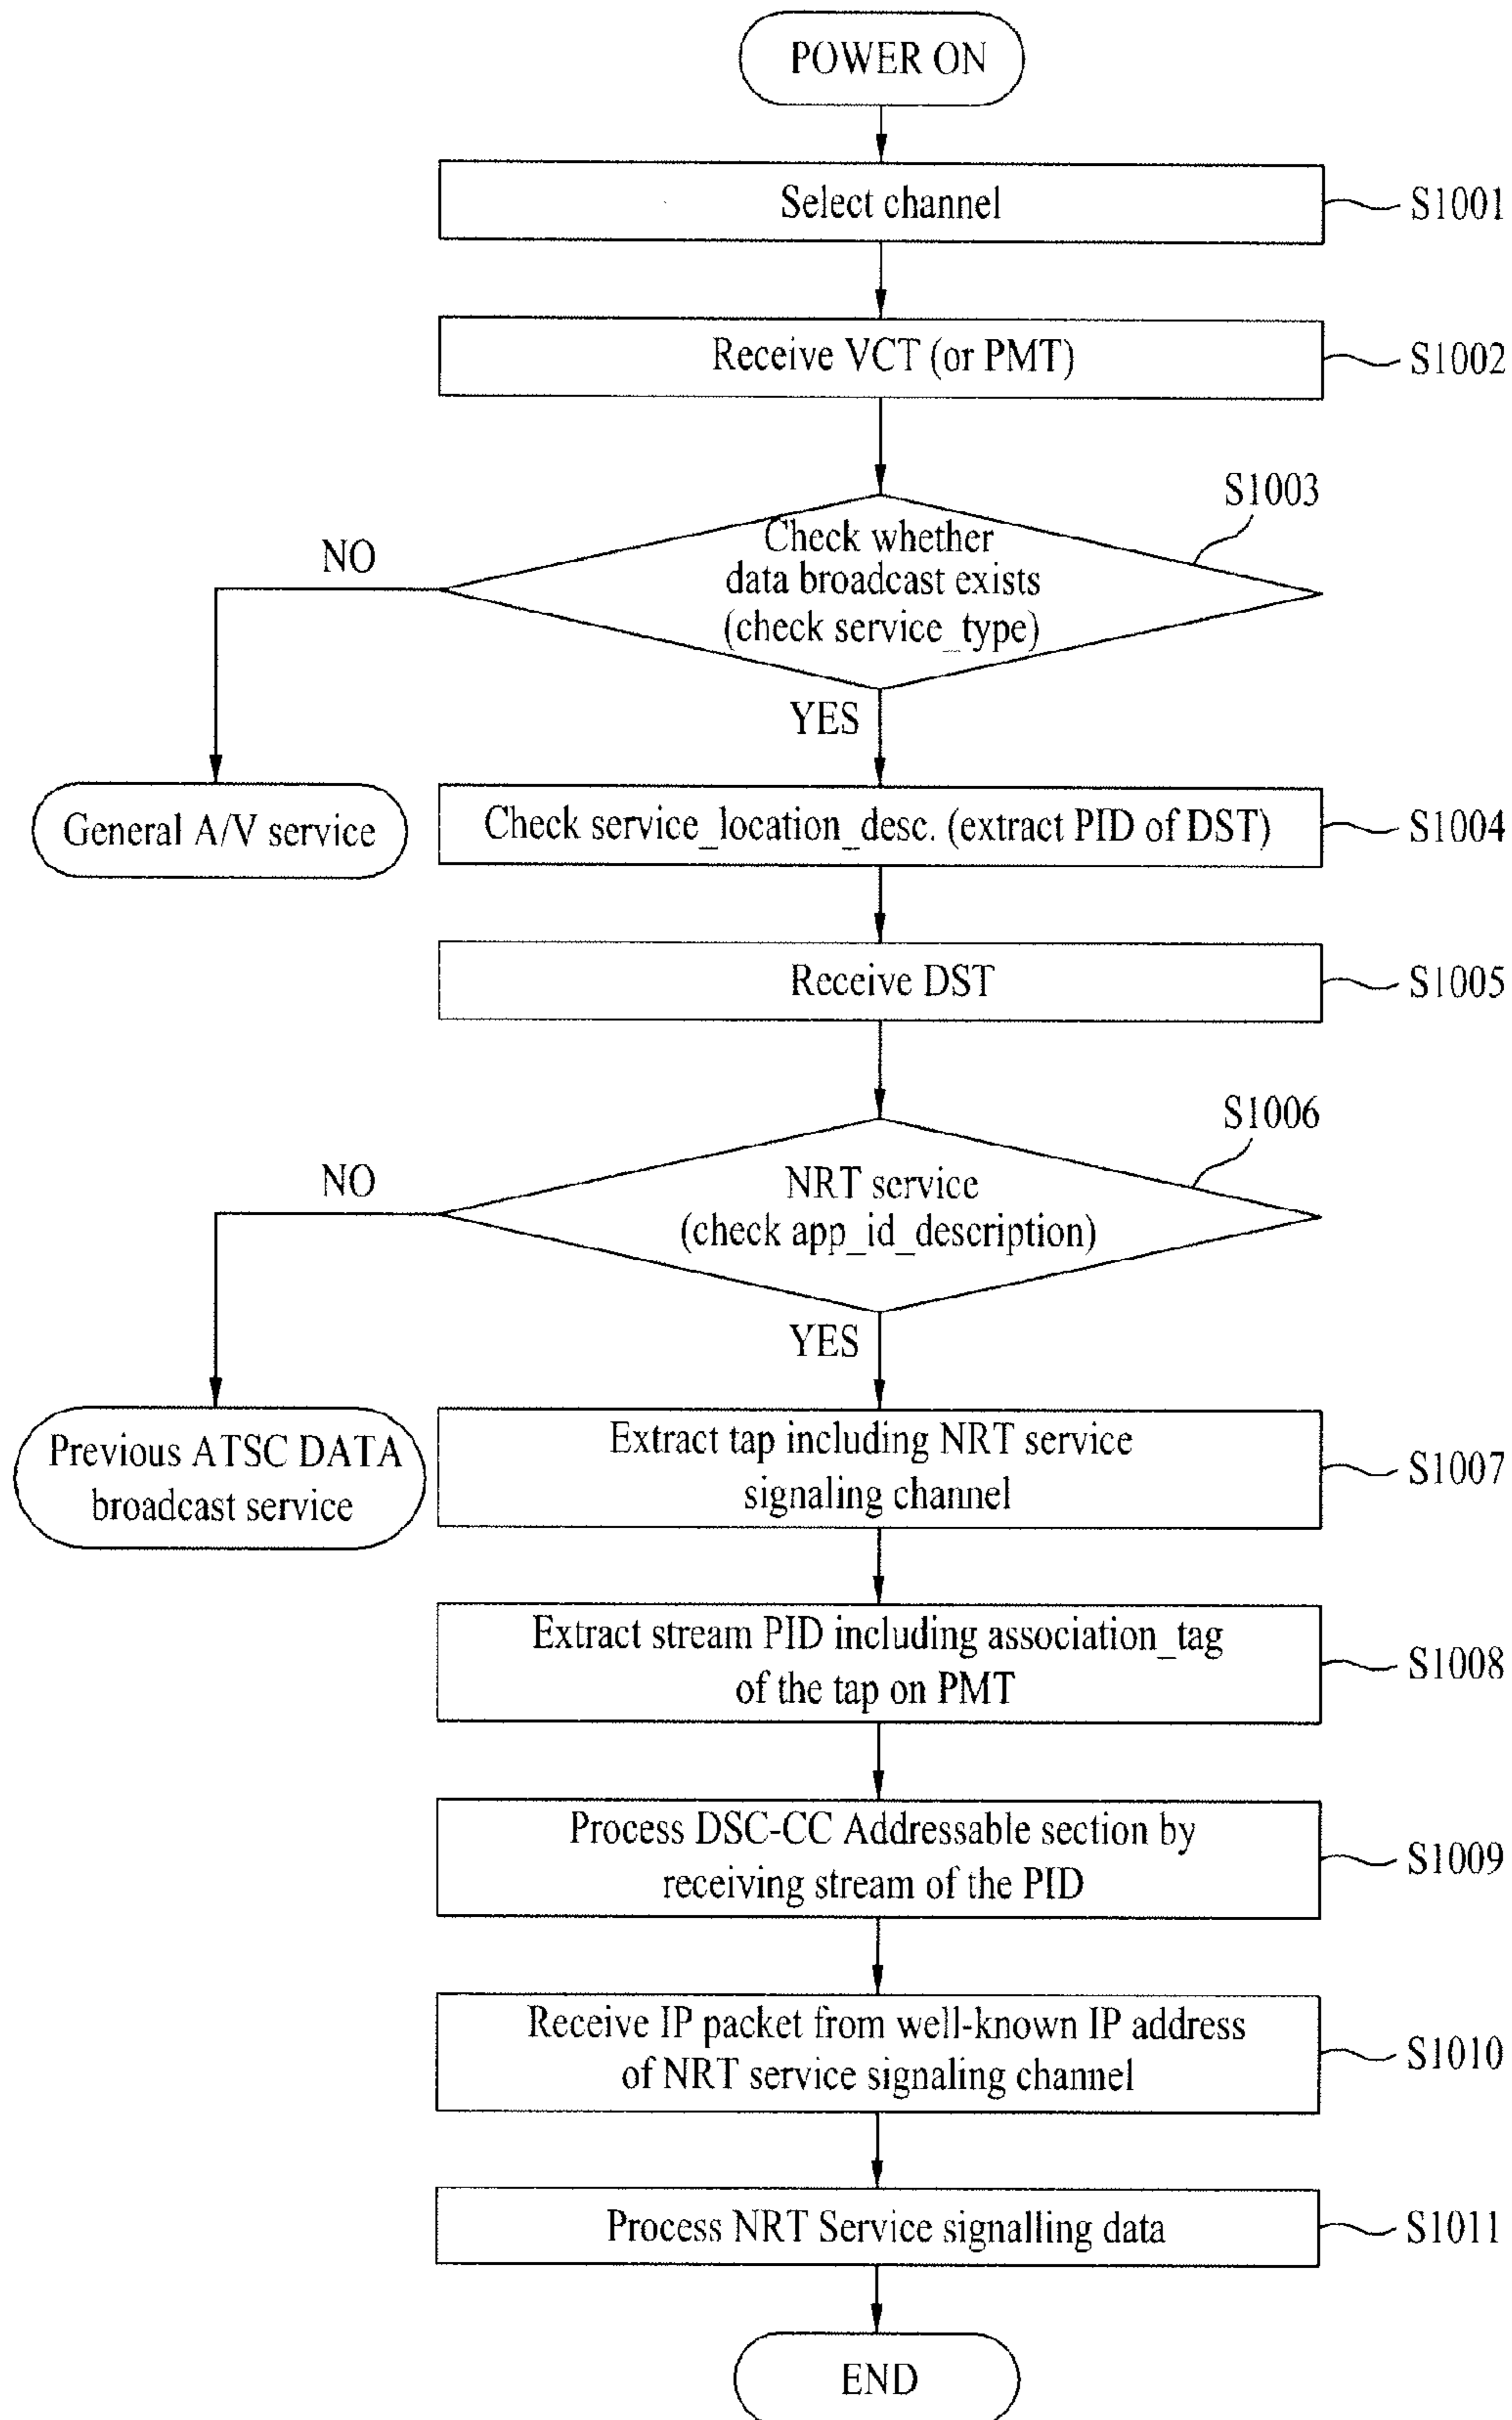 POWER ON
Select channel
S1001
Receive VCT (or PMT)
S1002
S1003
Check whether
data broadcast exists
(check service_type)
NO
YES
General A/V service
Check service_location_desc. (extract PID of DST)
S1004
Receive DST
S1005
S1006
NRT service
(check app_id_description)
NO
YES
Previous ATSC DATA
broadcast service
Extract tap including NRT service
signaling channel
S1007
Extract stream PID including association_tag
of the tap on PMT
S1008
Process DSC-CC Addressable section by
receiving stream of the PID
S1009
Receive IP packet from well-known IP address
of NRT service signaling channel
S1010
Process NRT Service signalling data
S1011
END